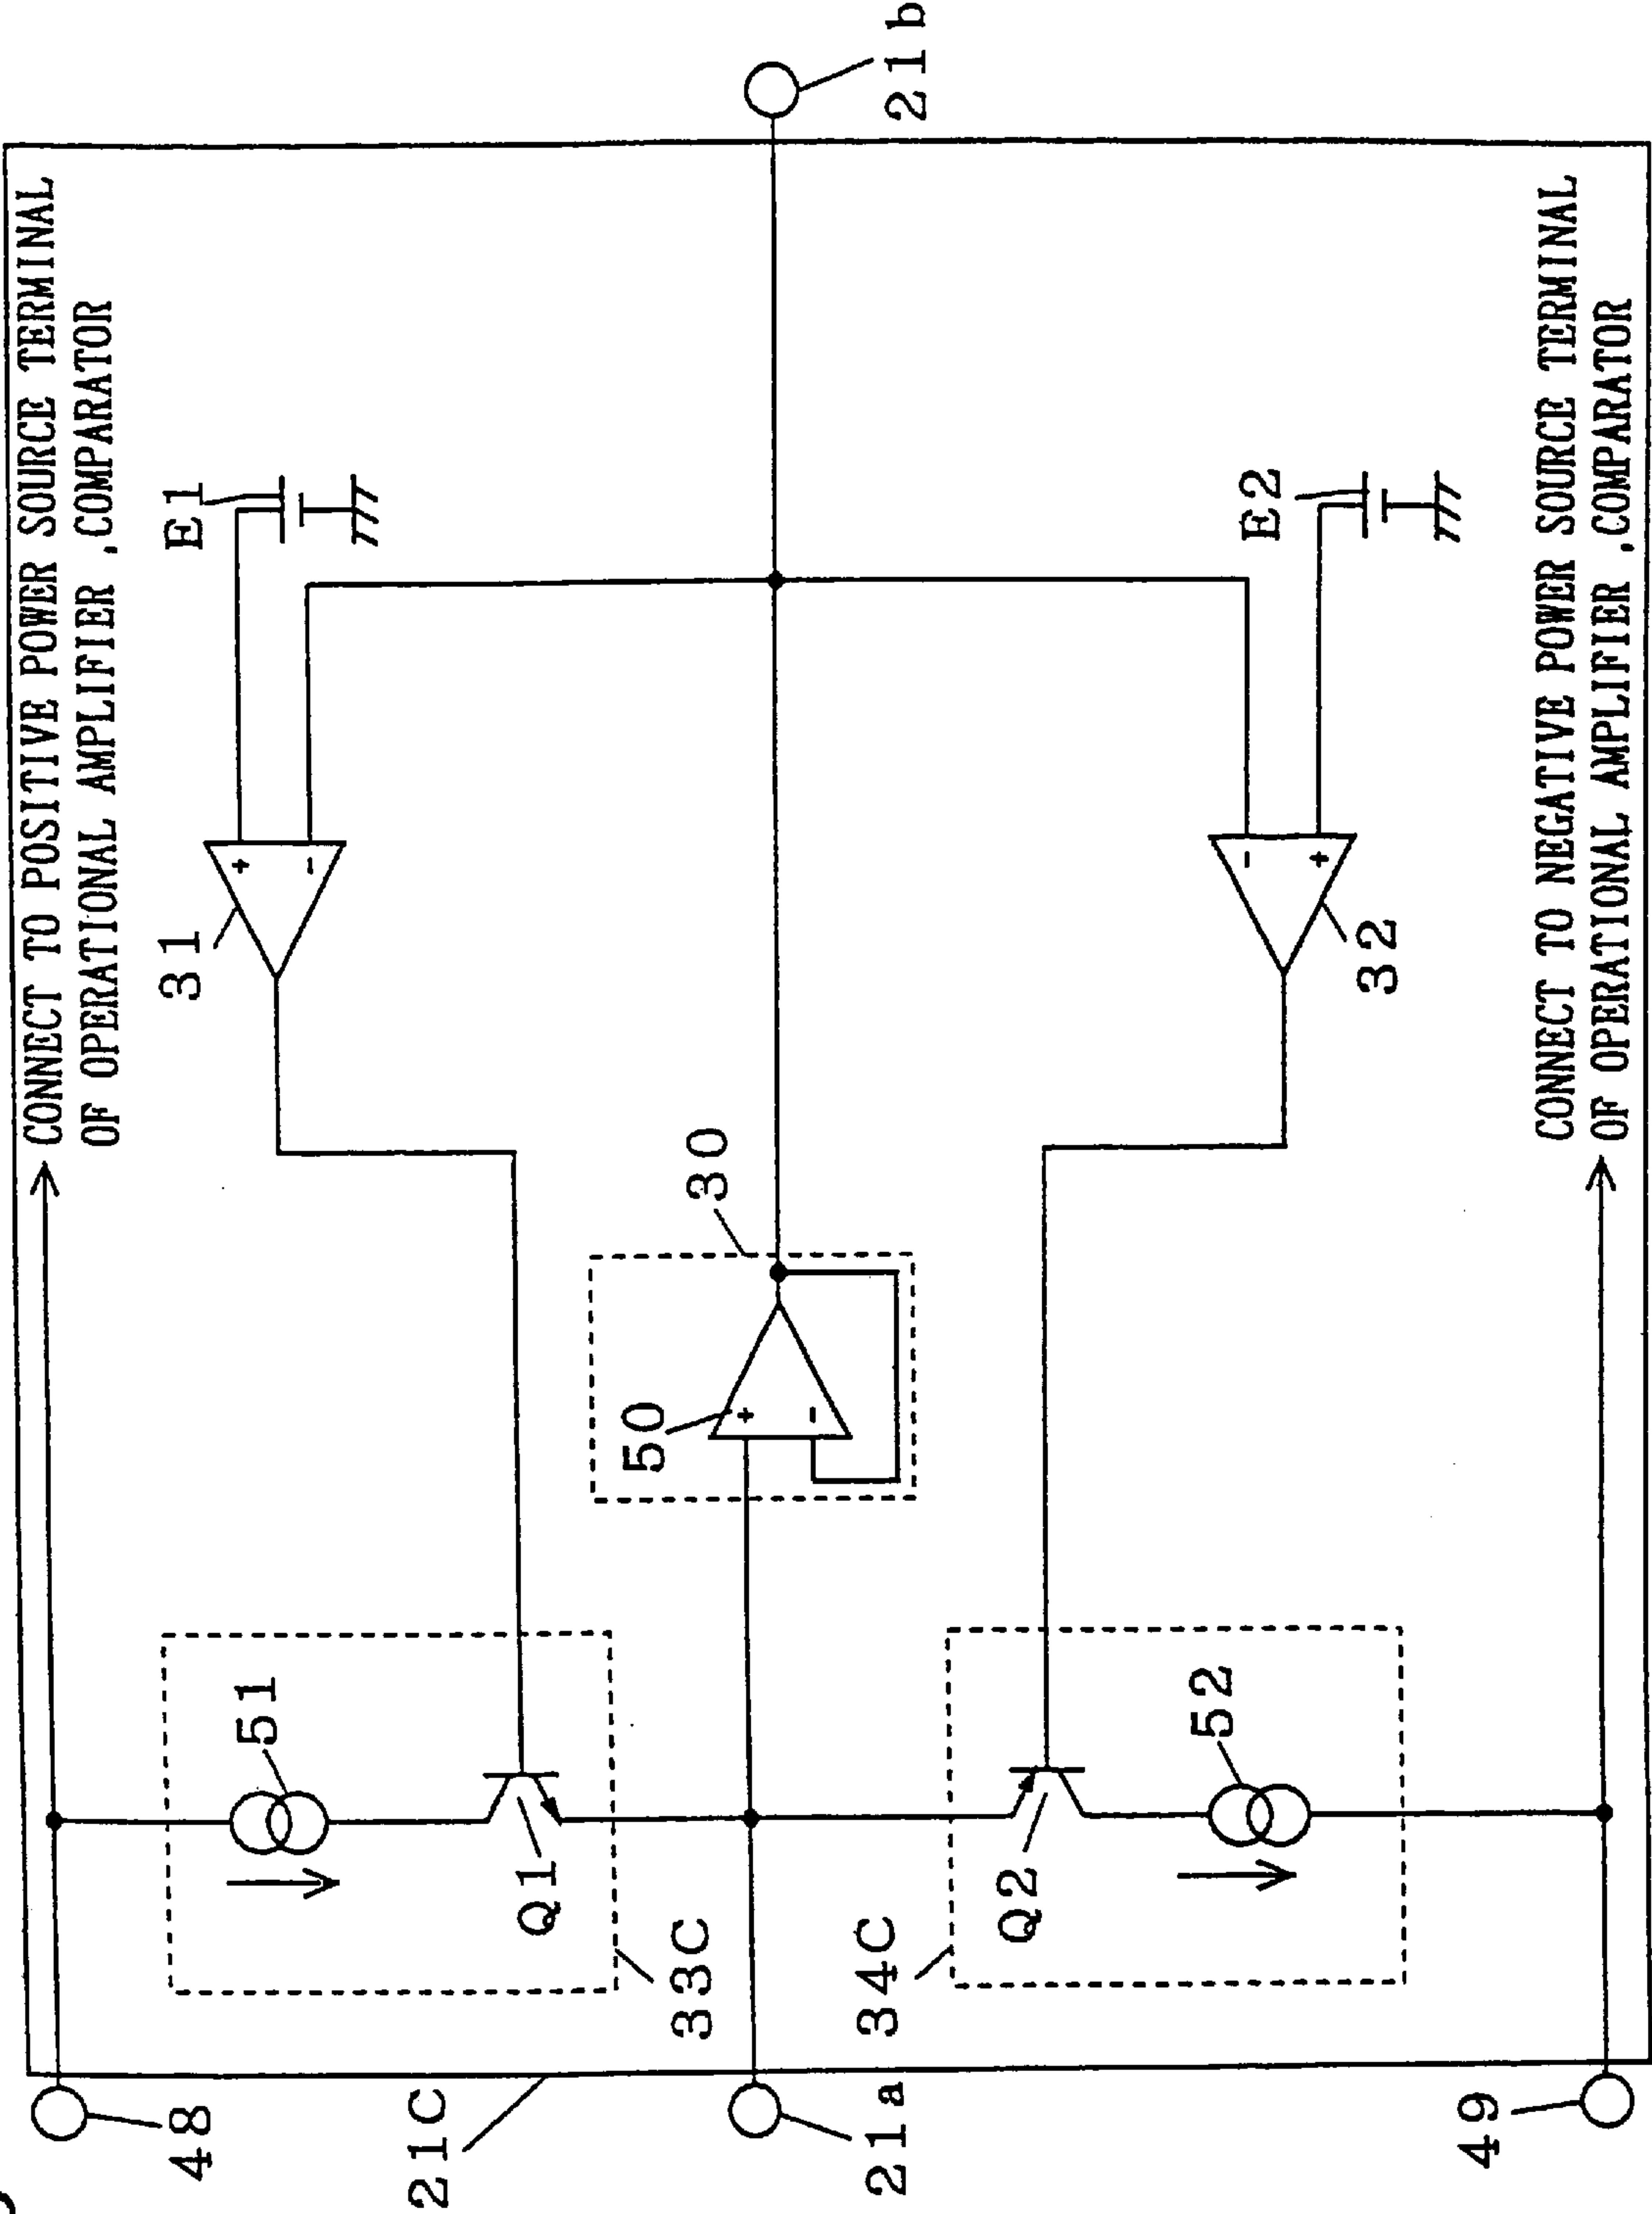 CONNECT TO POSITIVE POWER SOURCE TERMINAL
OF OPERATIONAL AMPLIFIER ,COMPARATOR
48
51
Q1
33C
31
+
-
E1
21C
21a
50
+
-
30
21b
34C
Q2
52
32
-
+
E2
49
CONNECT TO NEGATIVE POWER SOURCE TERMINAL
OF OPERATIONAL AMPLIFIER ,COMPARATOR